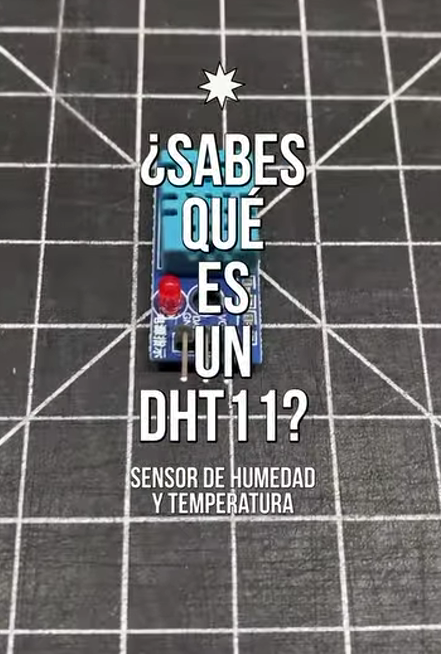 ¿SABES
QUÉ
ES
UN
DHT11?
SENSOR DE HUMEDAD
Y TEMPERATURA